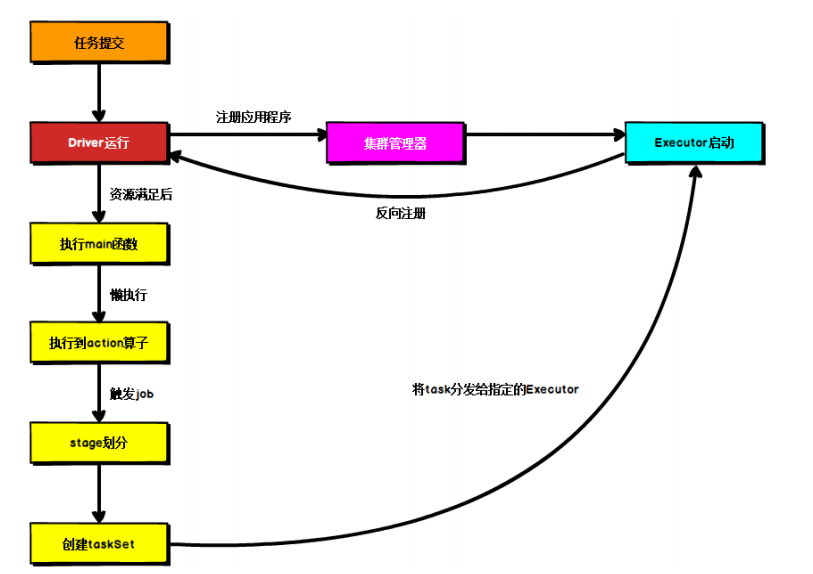 任务提交
注册应用程序
Driver运行
集群管理器
Executor启动
资源满足后
反向注册
执行main函数
懒执行
执行到action算子
触发job
将task分发给指定的Executor
stage划分
创建taskSet